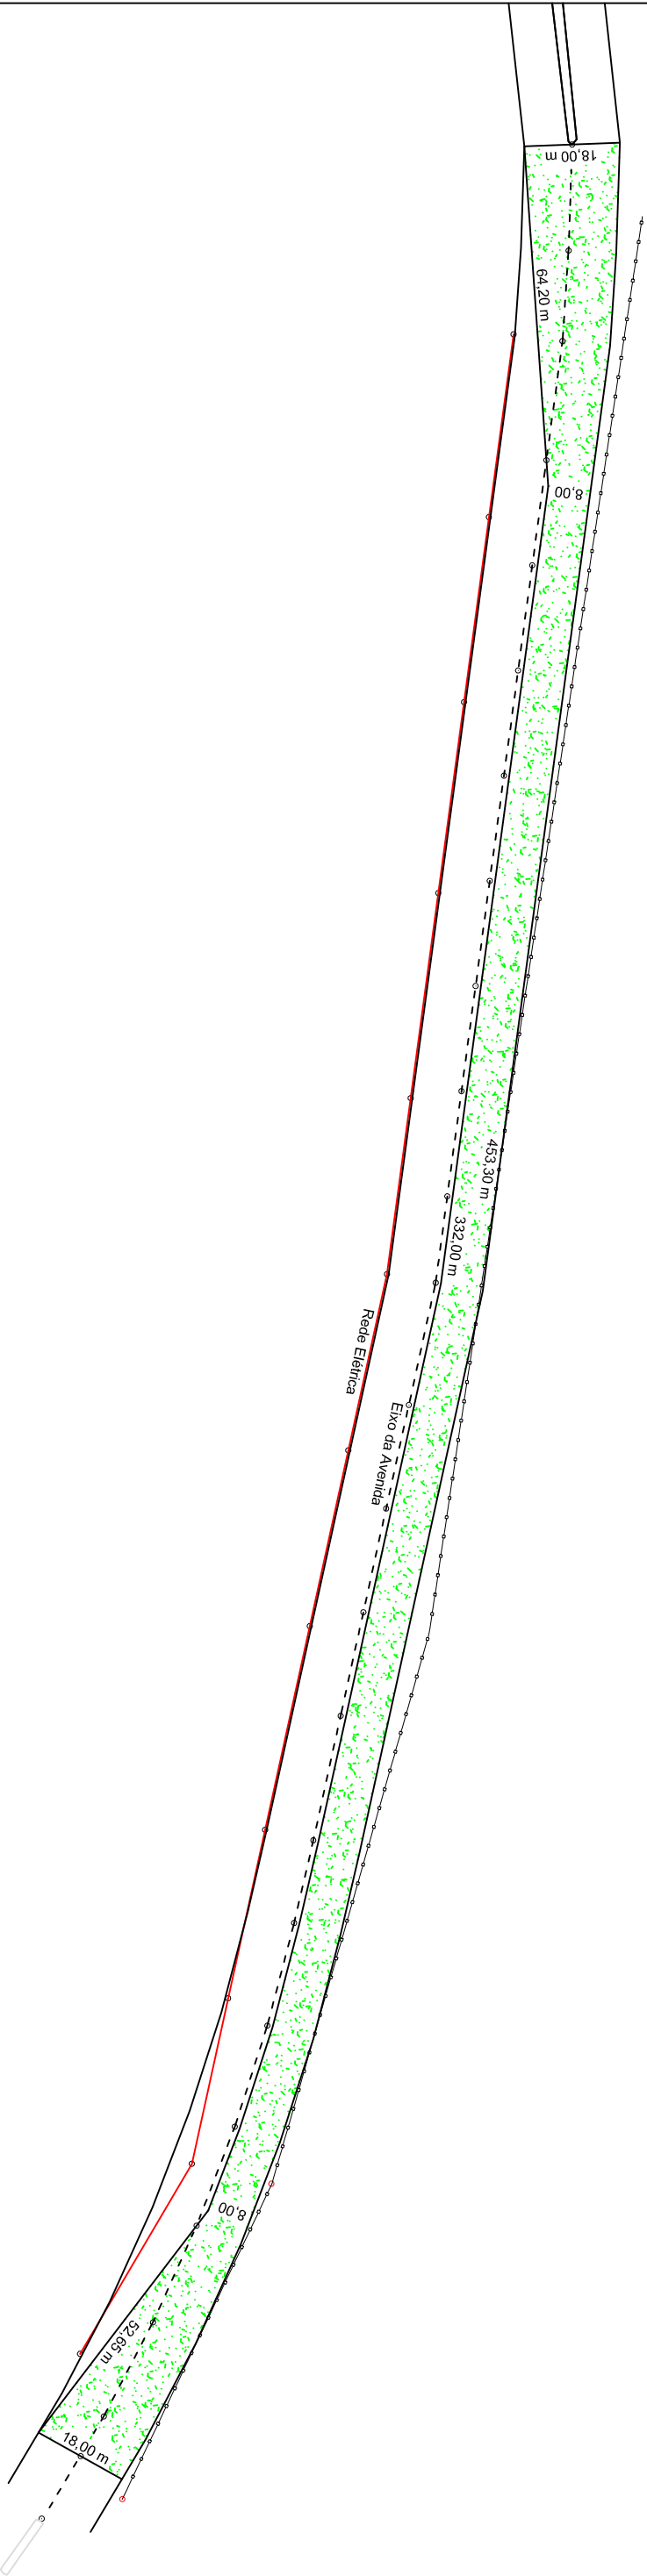 18,00 m
64,20 m
8,00
453,30 m
332,00 m
Rede Elétrica
Eixo da Avenida
8,00
52,65 m
18,00 m